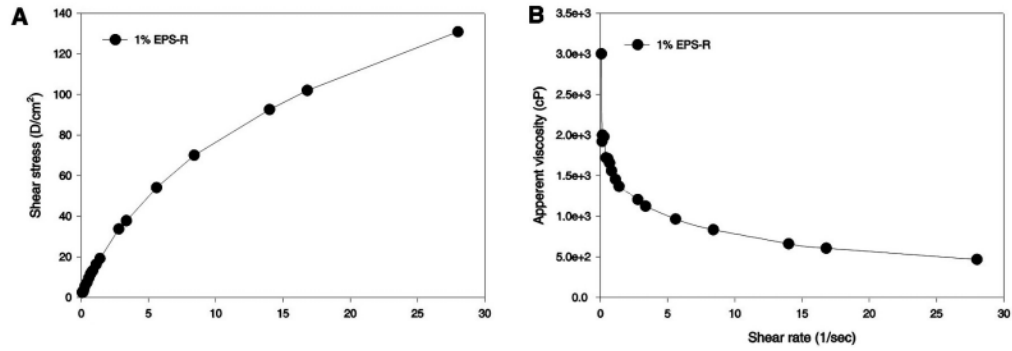 A
140
120
100
80
60
40
20
0
Shear stress (D/cm²)
1% EPS-R
0 5 10 15 20 25 30
B
3.5e+3
3.0e+3
2.5e+3
2.0e+3
1.5e+3
1.0e+3
5.0e+2
0.0
Apperent viscosity (cP)
1% EPS-R
0 5 10 15 20 25 30
Shear rate (1/sec)